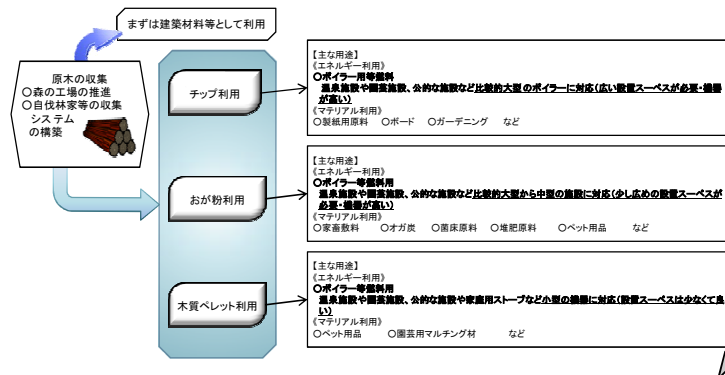 まずは建築材料等として利用
原木の収集
○森の工場の推進
○自伐林家等の収集
システム
の構築
チップ利用
【主な用途】
《エネルギー利用》
○ボイラー用等燃料
温泉施設や園芸施設、公的な施設など比較的大型のボイラーに対応(広い設置スーペスが必要・機器
が高い)
《マテリアル利用》
○製紙用原料 ○ボード ○ガーデニング など
おが粉利用
【主な用途】
《エネルギー利用》
○ボイラー等燃料用
温泉施設や園芸施設、公的な施設など比較的大型から中型の施設に対応(少し広めの設置スーペスが
必要・機器が高い)
《マテリアル利用》
○家畜敷料 ○オガ炭 ○菌床原料 ○堆肥原料 ○ペット用品 など
木質ペレット利用
【主な用途】
《エネルギー利用》
○ボイラー等燃料用
温泉施設や園芸施設、公的な施設や家庭用ストーブなど小型の機器に対応(設置スーペスは少なくて良
い)
《マテリアル利用》
○ペット用品 ○園芸用マルチング材 など